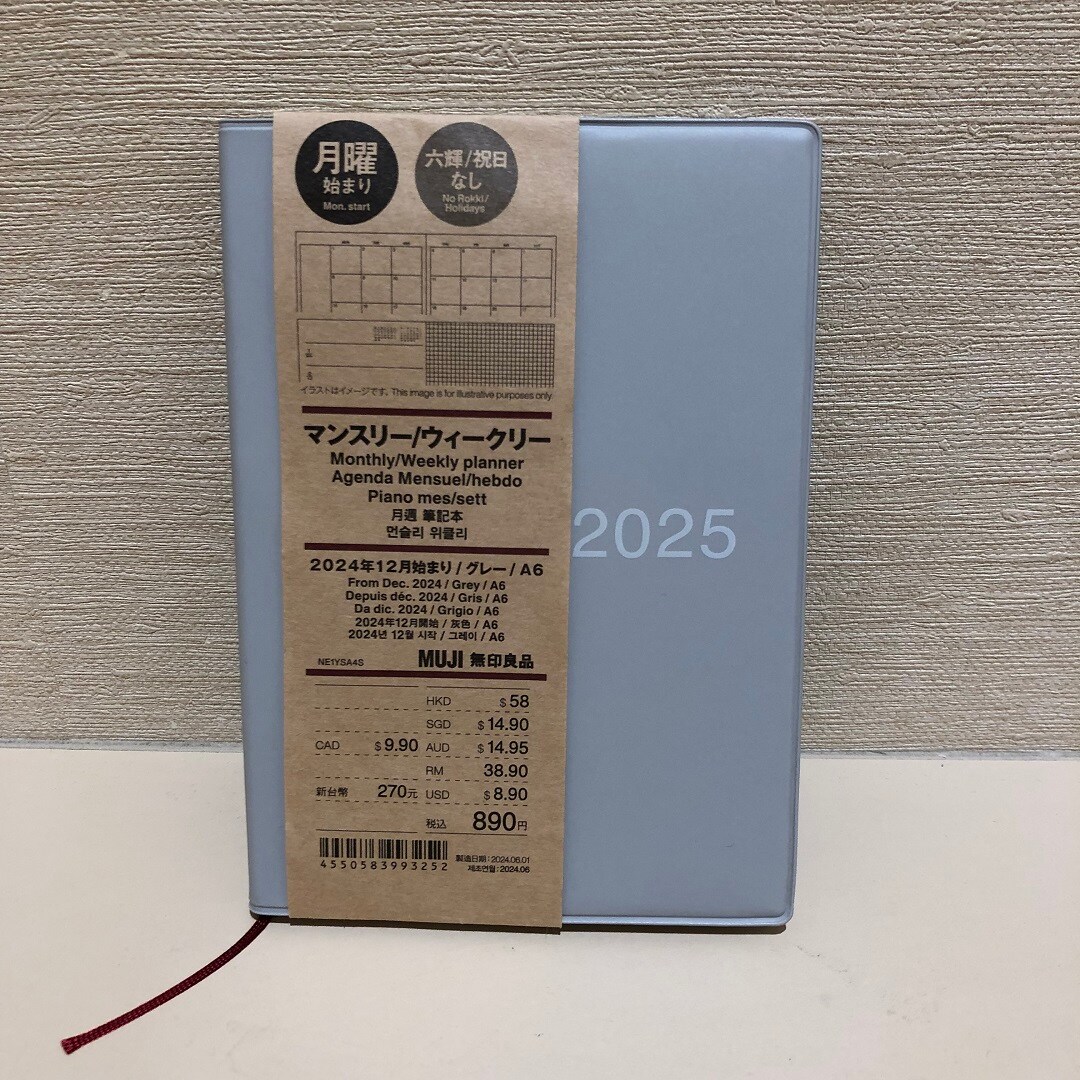 月曜
始まり
Mon. start
六輝/祝日
なし
No Rokki/
Holidays
イラストはイメージです。This image is for illustrative purposes only
マンスリー/ウィークリー
Monthly/Weekly planner
Agenda Mensuel/hebdo
Piano mes/sett
月週 筆記本
먼슬리 위클리
2025
2024年12月始まり / グレー / A6
From Dec. 2024 / Grey / A6
Depuis déc. 2024 / Gris / A6
Da dic. 2024 / Grigio / A6
2024年12月開始 / 灰色 / A6
2024년 12월 시작 / 그레이 / A6
NE1YSA4S MUJI 無印良品
HKD $ 58
SGD $ 14.90
CAD $ 9.90 AUD $ 14.95
RM 38.90
新台幣 270元 USD $ 8.90
税込 890円
4550583993252
製造日期：2024.06.01
제조연월：2024.06